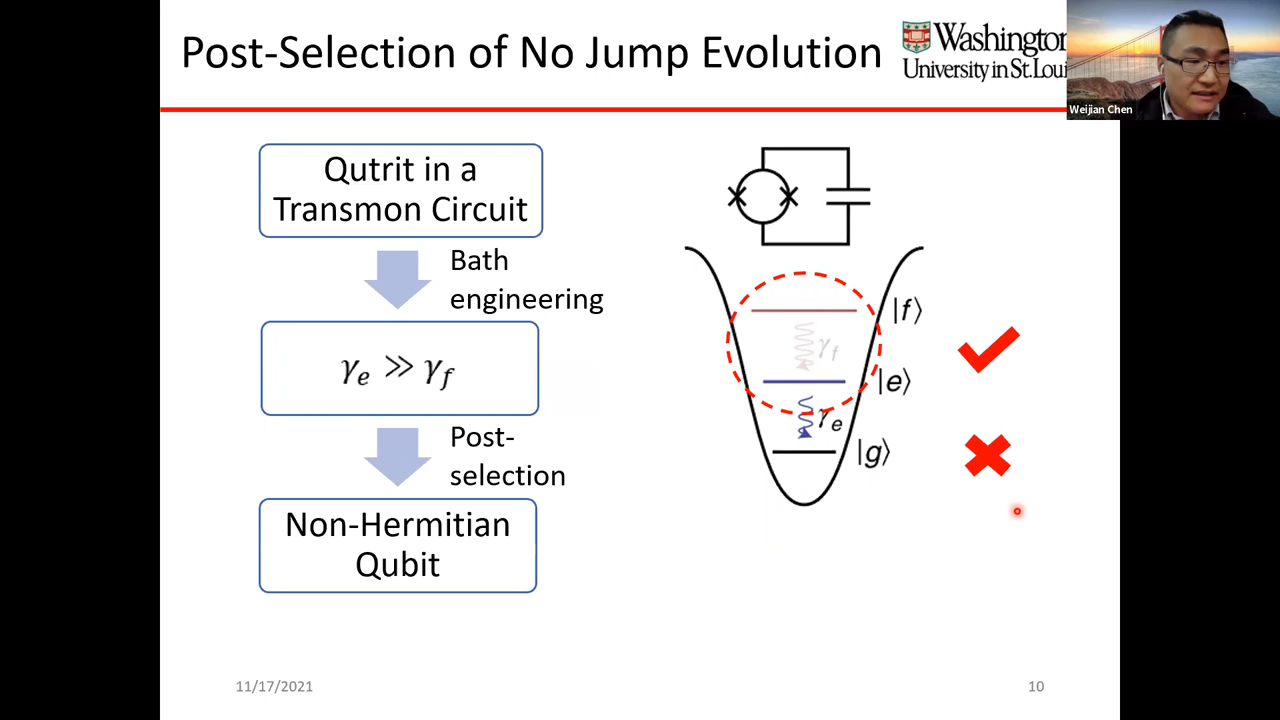 Post-Selection of No Jump Evolution
Washington
University in St.Loui
Weijian Chen
Qutrit in a
Transmon Circuit
Bath
engineering
γe ≫ γf
Post-
selection
Non-Hermitian
Qubit
|f⟩
γf
|e⟩
γe
|g⟩
11/17/2021
10